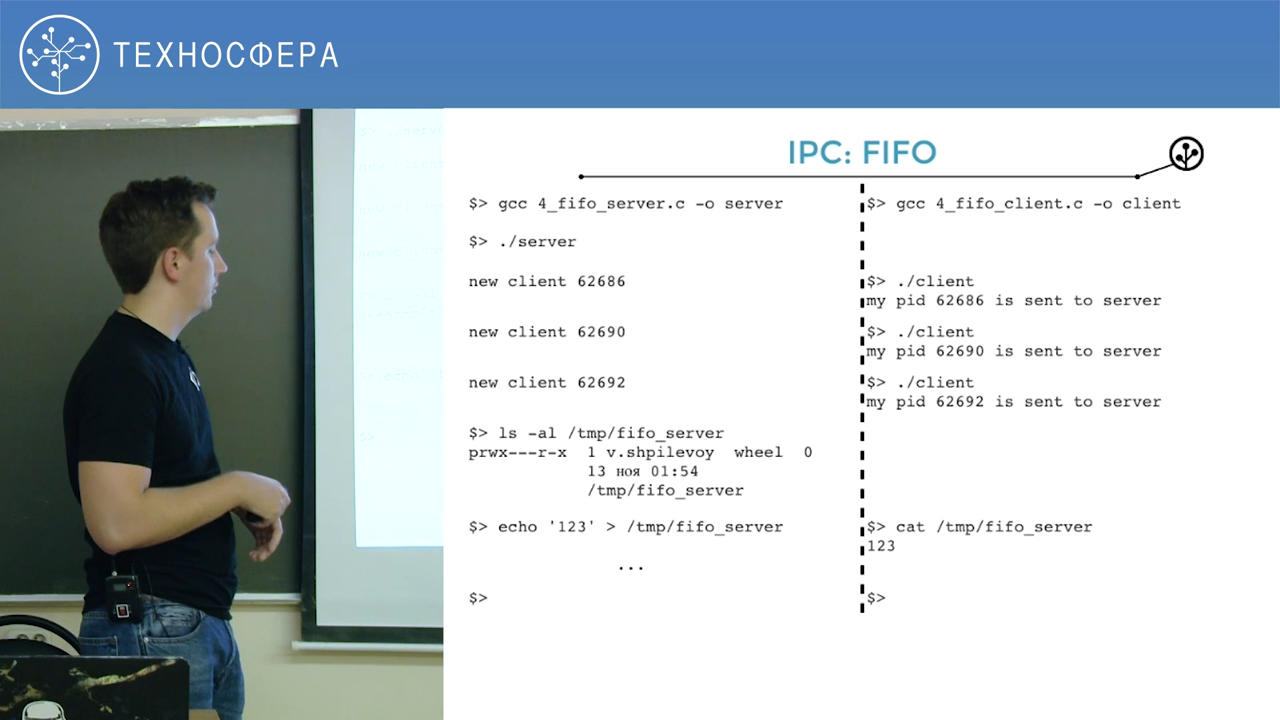 ТЕХНОСФЕРА
IPC: FIFO
$> gcc 4_fifo_server.c -o server
$> ./server
new client 62686
new client 62690
new client 62692
$> ls -al /tmp/fifo_server
prwx---r-x 1 v.shpilevoy wheel 0
13 ноя 01:54
/tmp/fifo_server
$> echo '123' > /tmp/fifo_server
...
$>
$> gcc 4_fifo_client.c -o client
$> ./client
my pid 62686 is sent to server
$> ./client
my pid 62690 is sent to server
$> ./client
my pid 62692 is sent to server
$> cat /tmp/fifo_server
123
$>